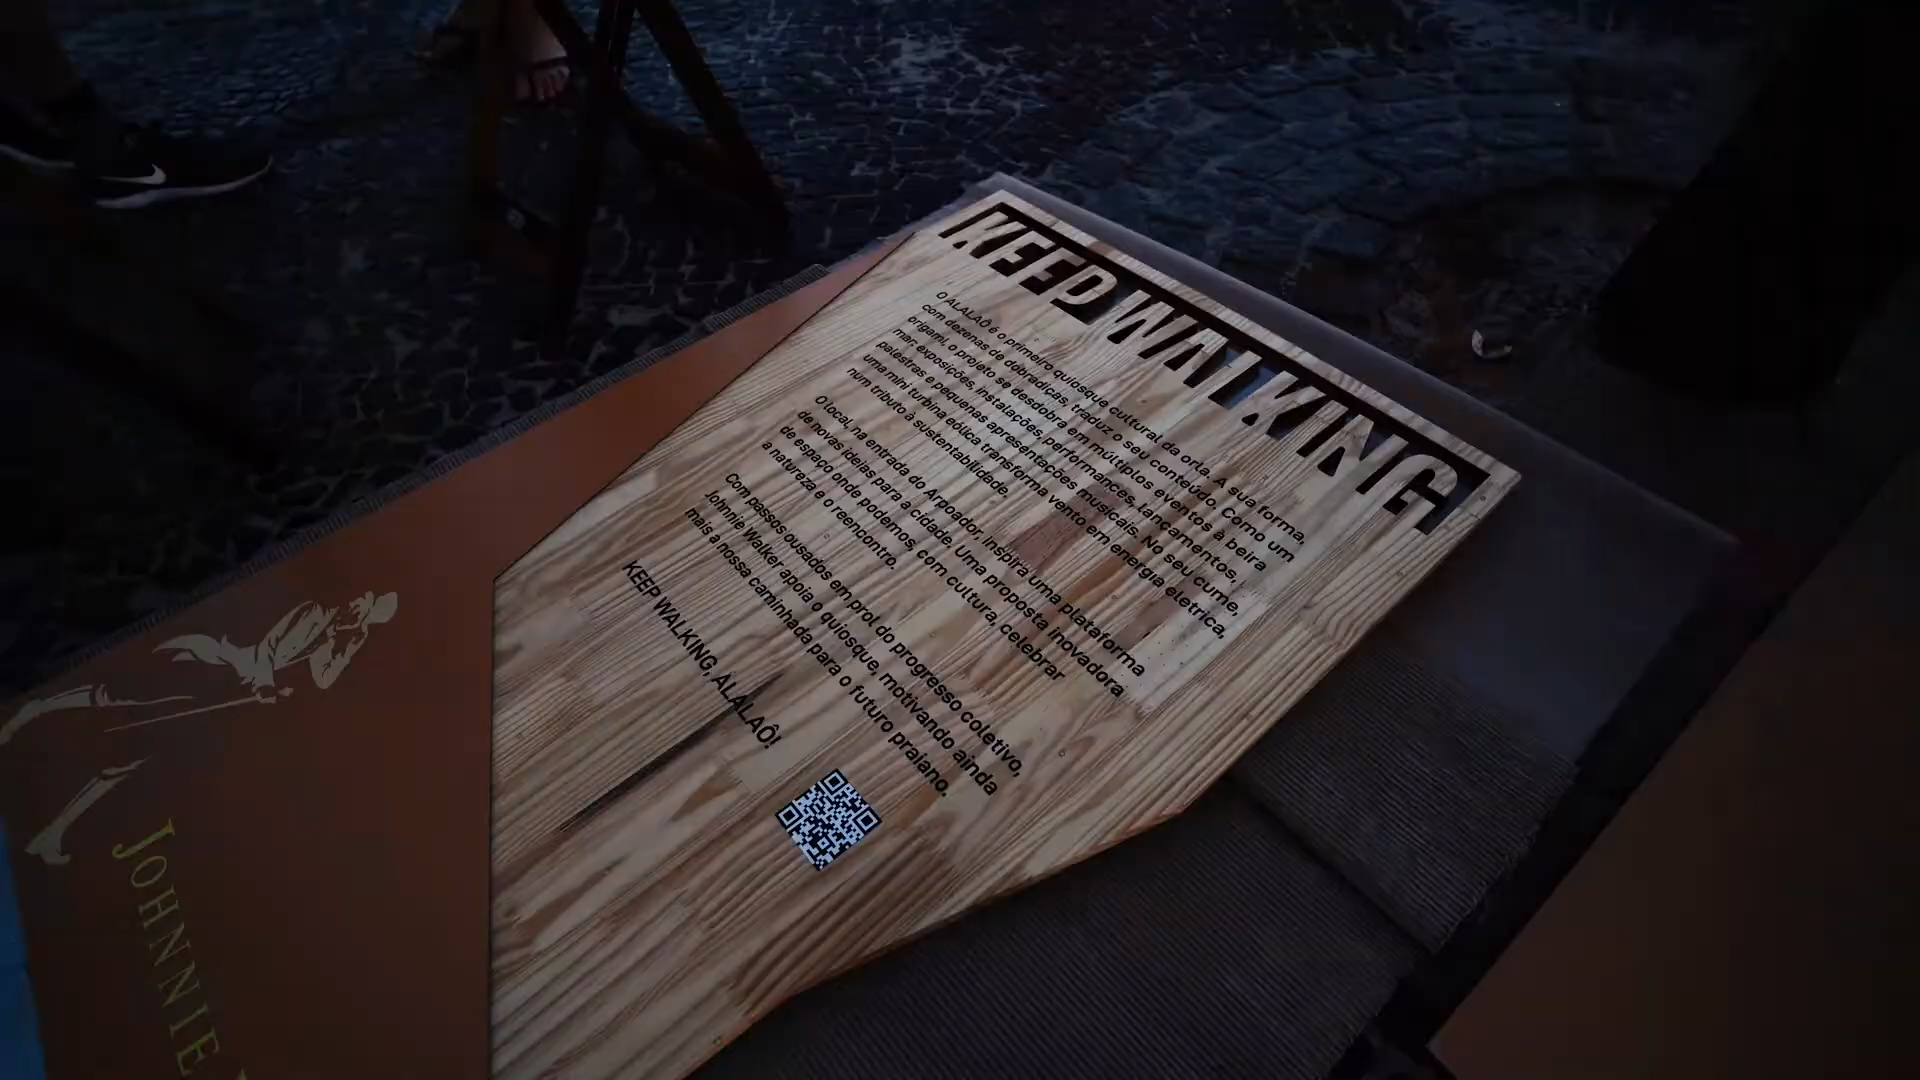 KEEP WALKING
O ALALAÔ é o primeiro quiosque cultural da orla. A sua forma,
com dezenas de dobradiças, traduz o seu conteúdo. Como um
origami, o projeto se desdobra em múltiplos eventos à beira
mar: exposições, instalações, performances, lançamentos,
palestras e pequenas apresentações musicais. No seu cume,
uma mini turbina eólica transforma vento em energia elétrica,
num tributo à sustentabilidade.
O local, na entrada do Arpoador, inspira uma plataforma
de novas ideias para a cidade. Uma proposta inovadora
de espaço onde podemos, com cultura, celebrar
a natureza e o reencontro.
Com passos ousados em prol do progresso coletivo,
Johnnie Walker apoia o quiosque, motivando ainda
mais a nossa caminhada para o futuro praiano.
KEEP WALKING, ALALAÔ!
JOHNNIE